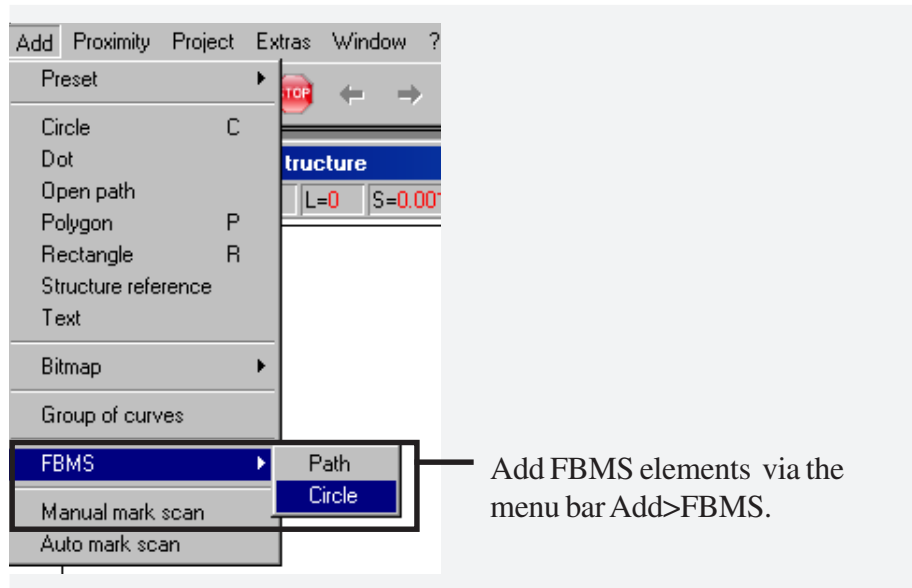 Add Proximity Project Extras Window ?
Preset
STOP
Circle C
Dot
tructure
Open path
L=0 S=0.001
Polygon P
Rectangle R
Structure reference
Text
Bitmap
Group of curves
FBMS Path
Circle
Manual mark scan
Auto mark scan
Add FBMS elements via the
menu bar Add>FBMS.